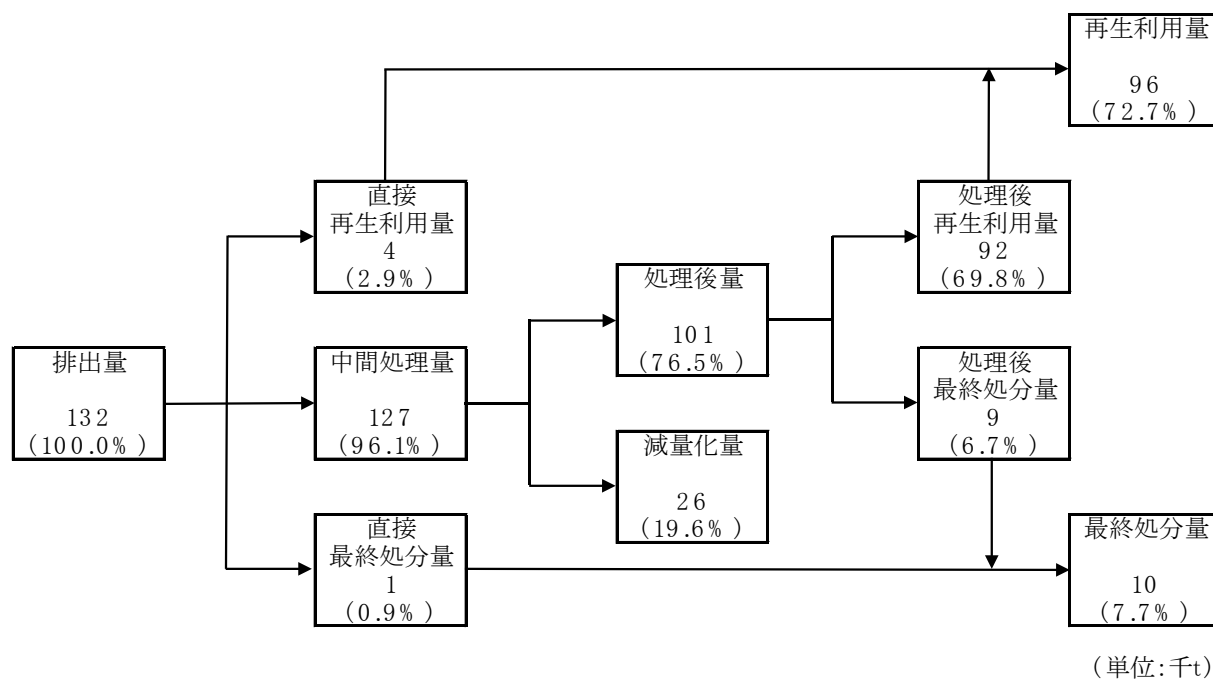 再生利用量
96
(72.7%)
直接
再生利用量
4
(2.9%)
処理後
再生利用量
92
(69.8%)
処理後量
101
(76.5%)
排出量
132
(100.0%)
中間処理量
127
(96.1%)
処理後
最終処分量
9
(6.7%)
減量化量
26
(19.6%)
直接
最終処分量
1
(0.9%)
最終処分量
10
(7.7%)
(単位:千t)